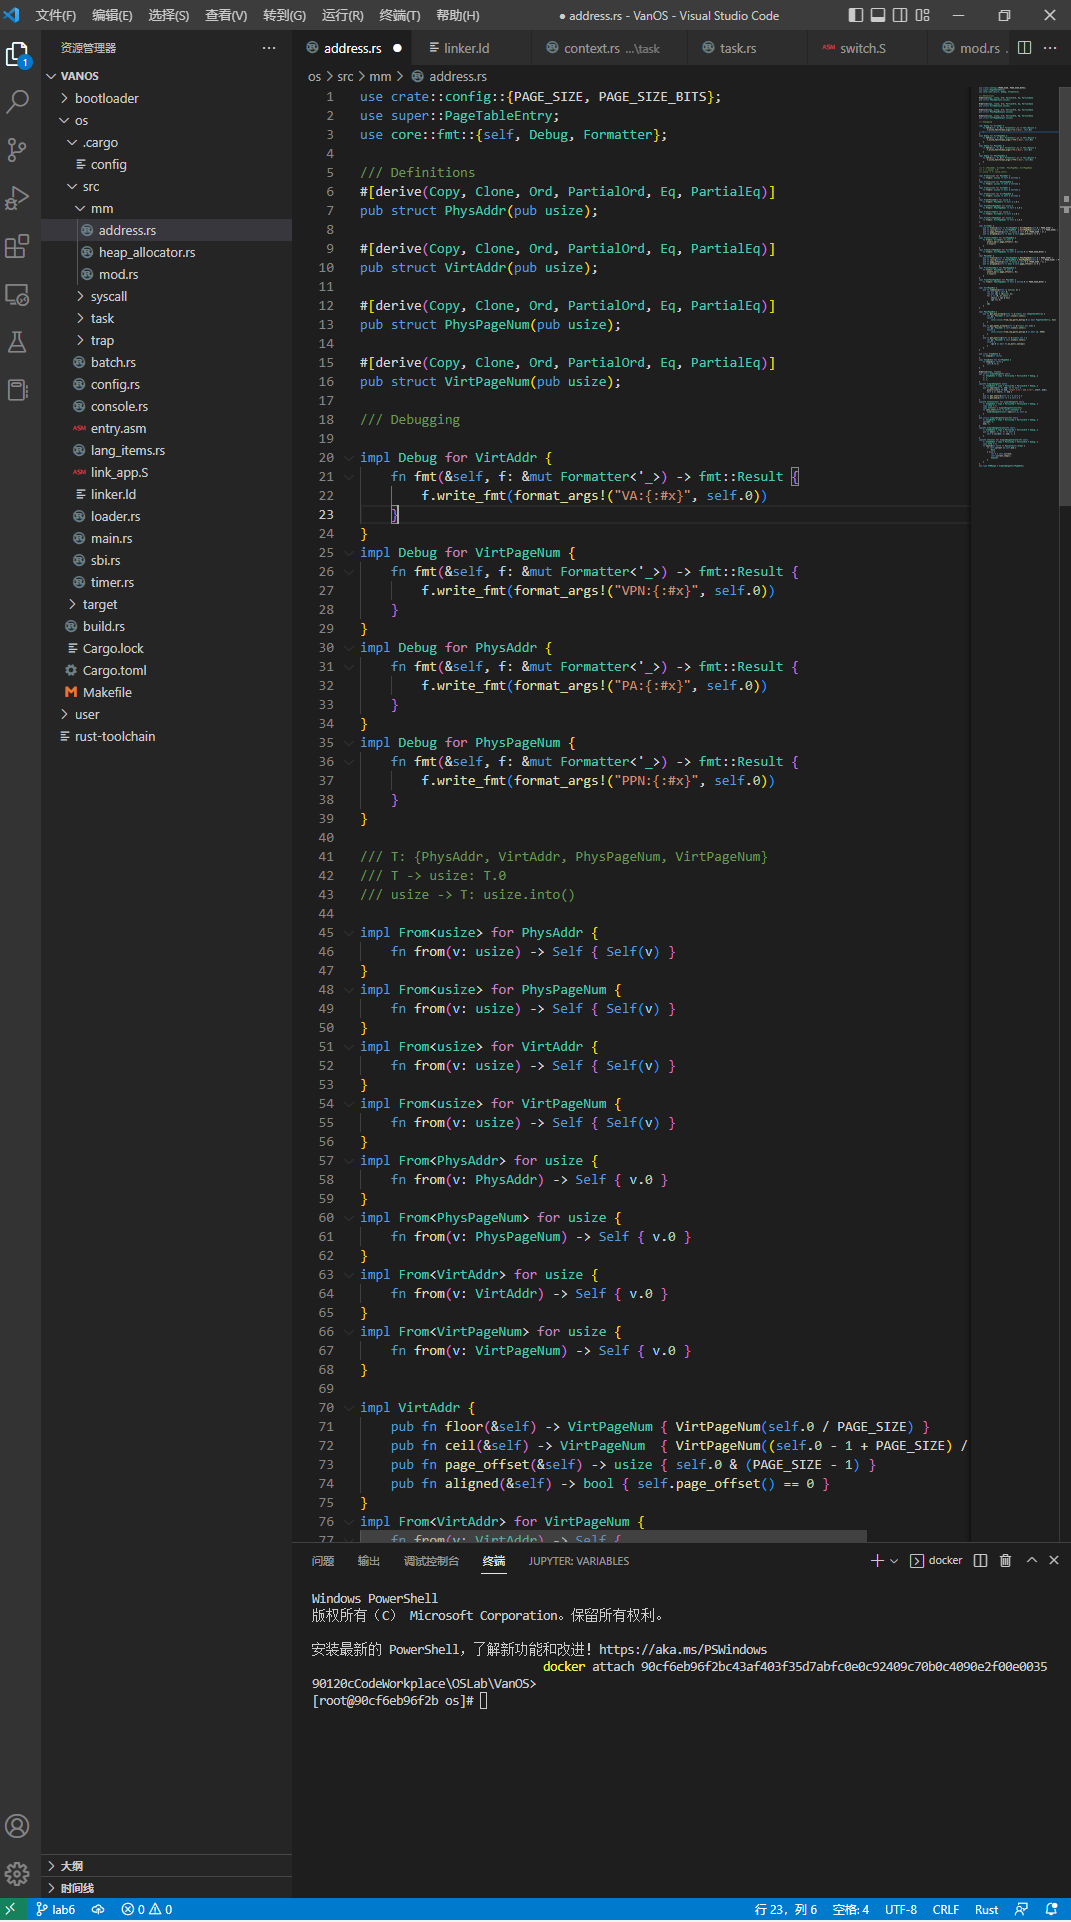 文件(F) 编辑(E) 选择(S) 查看(V) 转到(G) 运行(R) 终端(T) 帮助(H) ● address.rs - VanOS - Visual Studio Code
资源管理器
VANOS
bootloader
os
.cargo
config
src
mm
address.rs
heap_allocator.rs
mod.rs
syscall
task
trap
batch.rs
config.rs
console.rs
entry.asm
lang_items.rs
link_app.S
linker.ld
loader.rs
main.rs
sbi.rs
timer.rs
target
build.rs
Cargo.lock
Cargo.toml
Makefile
user
rust-toolchain
大纲
时间线
address.rs ● linker.ld context.rs ...\task task.rs switch.S mod.rs
os > src > mm > address.rs
1 use crate::config::{PAGE_SIZE, PAGE_SIZE_BITS};
2 use super::PageTableEntry;
3 use core::fmt::{self, Debug, Formatter};
4
5 /// Definitions
6 #[derive(Copy, Clone, Ord, PartialOrd, Eq, PartialEq)]
7 pub struct PhysAddr(pub usize);
8
9 #[derive(Copy, Clone, Ord, PartialOrd, Eq, PartialEq)]
10 pub struct VirtAddr(pub usize);
11
12 #[derive(Copy, Clone, Ord, PartialOrd, Eq, PartialEq)]
13 pub struct PhysPageNum(pub usize);
14
15 #[derive(Copy, Clone, Ord, PartialOrd, Eq, PartialEq)]
16 pub struct VirtPageNum(pub usize);
17
18 /// Debugging
19
20 impl Debug for VirtAddr {
21     fn fmt(&self, f: &mut Formatter<'_>) -> fmt::Result {
22         f.write_fmt(format_args!("VA:{:#x}", self.0))
23     }
24 }
25 impl Debug for VirtPageNum {
26     fn fmt(&self, f: &mut Formatter<'_>) -> fmt::Result {
27         f.write_fmt(format_args!("VPN:{:#x}", self.0))
28     }
29 }
30 impl Debug for PhysAddr {
31     fn fmt(&self, f: &mut Formatter<'_>) -> fmt::Result {
32         f.write_fmt(format_args!("PA:{:#x}", self.0))
33     }
34 }
35 impl Debug for PhysPageNum {
36     fn fmt(&self, f: &mut Formatter<'_>) -> fmt::Result {
37         f.write_fmt(format_args!("PPN:{:#x}", self.0))
38     }
39 }
40
41 /// T: {PhysAddr, VirtAddr, PhysPageNum, VirtPageNum}
42 /// T -> usize: T.0
43 /// usize -> T: usize.into()
44
45 impl From<usize> for PhysAddr {
46     fn from(v: usize) -> Self { Self(v) }
47 }
48 impl From<usize> for PhysPageNum {
49     fn from(v: usize) -> Self { Self(v) }
50 }
51 impl From<usize> for VirtAddr {
52     fn from(v: usize) -> Self { Self(v) }
53 }
54 impl From<usize> for VirtPageNum {
55     fn from(v: usize) -> Self { Self(v) }
56 }
57 impl From<PhysAddr> for usize {
58     fn from(v: PhysAddr) -> Self { v.0 }
59 }
60 impl From<PhysPageNum> for usize {
61     fn from(v: PhysPageNum) -> Self { v.0 }
62 }
63 impl From<VirtAddr> for usize {
64     fn from(v: VirtAddr) -> Self { v.0 }
65 }
66 impl From<VirtPageNum> for usize {
67     fn from(v: VirtPageNum) -> Self { v.0 }
68 }
69
70 impl VirtAddr {
71     pub fn floor(&self) -> VirtPageNum { VirtPageNum(self.0 / PAGE_SIZE) }
72     pub fn ceil(&self) -> VirtPageNum  { VirtPageNum((self.0 - 1 + PAGE_SIZE) /
73     pub fn page_offset(&self) -> usize { self.0 & (PAGE_SIZE - 1) }
74     pub fn aligned(&self) -> bool { self.page_offset() == 0 }
75 }
76 impl From<VirtAddr> for VirtPageNum {
77     fn from(v: VirtAddr) -> Self {
问题 输出 调试控制台 终端 JUPYTER: VARIABLES docker
Windows PowerShell
版权所有 (C) Microsoft Corporation。保留所有权利。
安装最新的 PowerShell，了解新功能和改进！https://aka.ms/PSWindows
docker attach 90cf6eb96f2bc43af403f35d7abfc0e0c92409c70b0c4090e2f00e0035
90120cCodeWorkplace\OSLab\VanOS>
[root@90cf6eb96f2b os]#
lab6 0 0 行 23，列 6 空格: 4 UTF-8 CRLF Rust